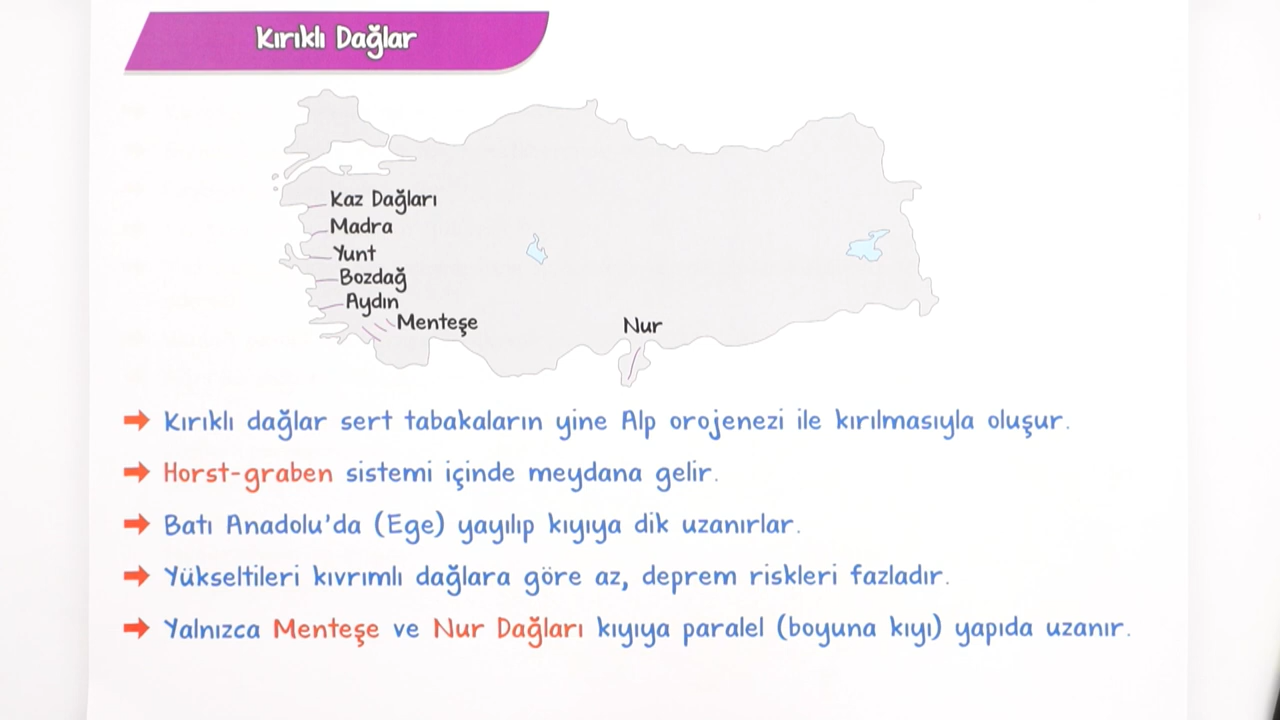 Kırıklı Dağlar
Kaz Dağları
Madra
Yunt
Bozdağ
Aydın
Menteşe
Nur
Kırıklı dağlar sert tabakaların yine Alp orojenezi ile kırılmasıyla oluşur.
Horst-graben sistemi içinde meydana gelir.
Batı Anadolu'da (Ege) yayılıp kıyıya dik uzanırlar.
Yükseltileri kıvrımlı dağlara göre az, deprem riskleri fazladır.
Yalnızca Menteşe ve Nur Dağları kıyıya paralel (boyuna kıyı) yapıda uzanır.